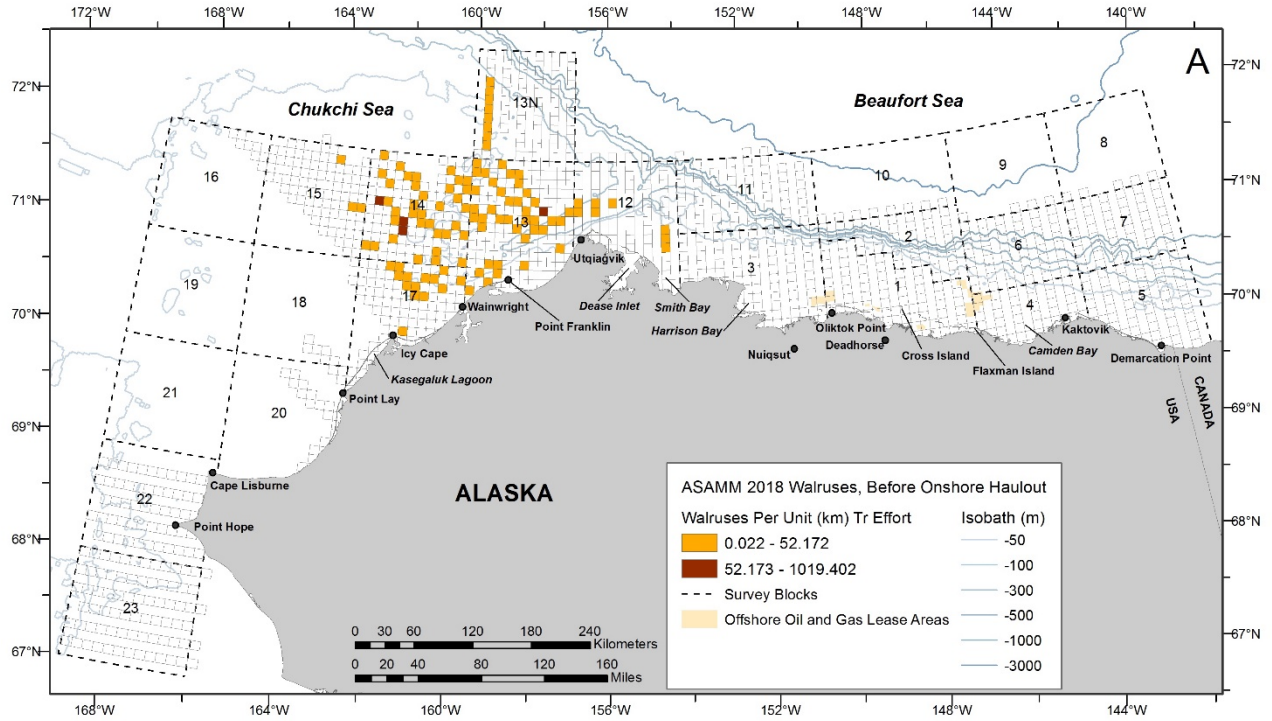 172°W 168°W 164°W 160°W 156°W 152°W 148°W 144°W 140°W
A
72°N 72°N
Chukchi Sea
Beaufort Sea
13N
8
9
16
10
15
11
71°N 71°N
14
12
13
7
2
6
3
19
18
17
1
4
5
Utqiaġvik
Dease Inlet
Smith Bay
Harrison Bay
70°N 70°N
Wainwright
Point Franklin
Oliktok Point
Deadhorse
Nuiqsut
Cross Island
Flaxman Island
Camden Bay
Kaktovik
Demarcation Point
Icy Cape
Kasegaluk Lagoon
Point Lay
21
20
USA
CANADA
69°N 69°N
22
Cape Lisburne
Point Hope
ALASKA
68°N 68°N
23
67°N 67°N
ASAMM 2018 Walruses, Before Onshore Haulout
Walruses Per Unit (km) Tr Effort
0.022 - 52.172
52.173 - 1019.402
Survey Blocks
Offshore Oil and Gas Lease Areas
Isobath (m)
-50
-100
-300
-500
-1000
-3000
0 30 60 120 180 240
Kilometers
0 20 40 80 120 160
Miles
168°W 164°W 160°W 156°W 152°W 148°W 144°W